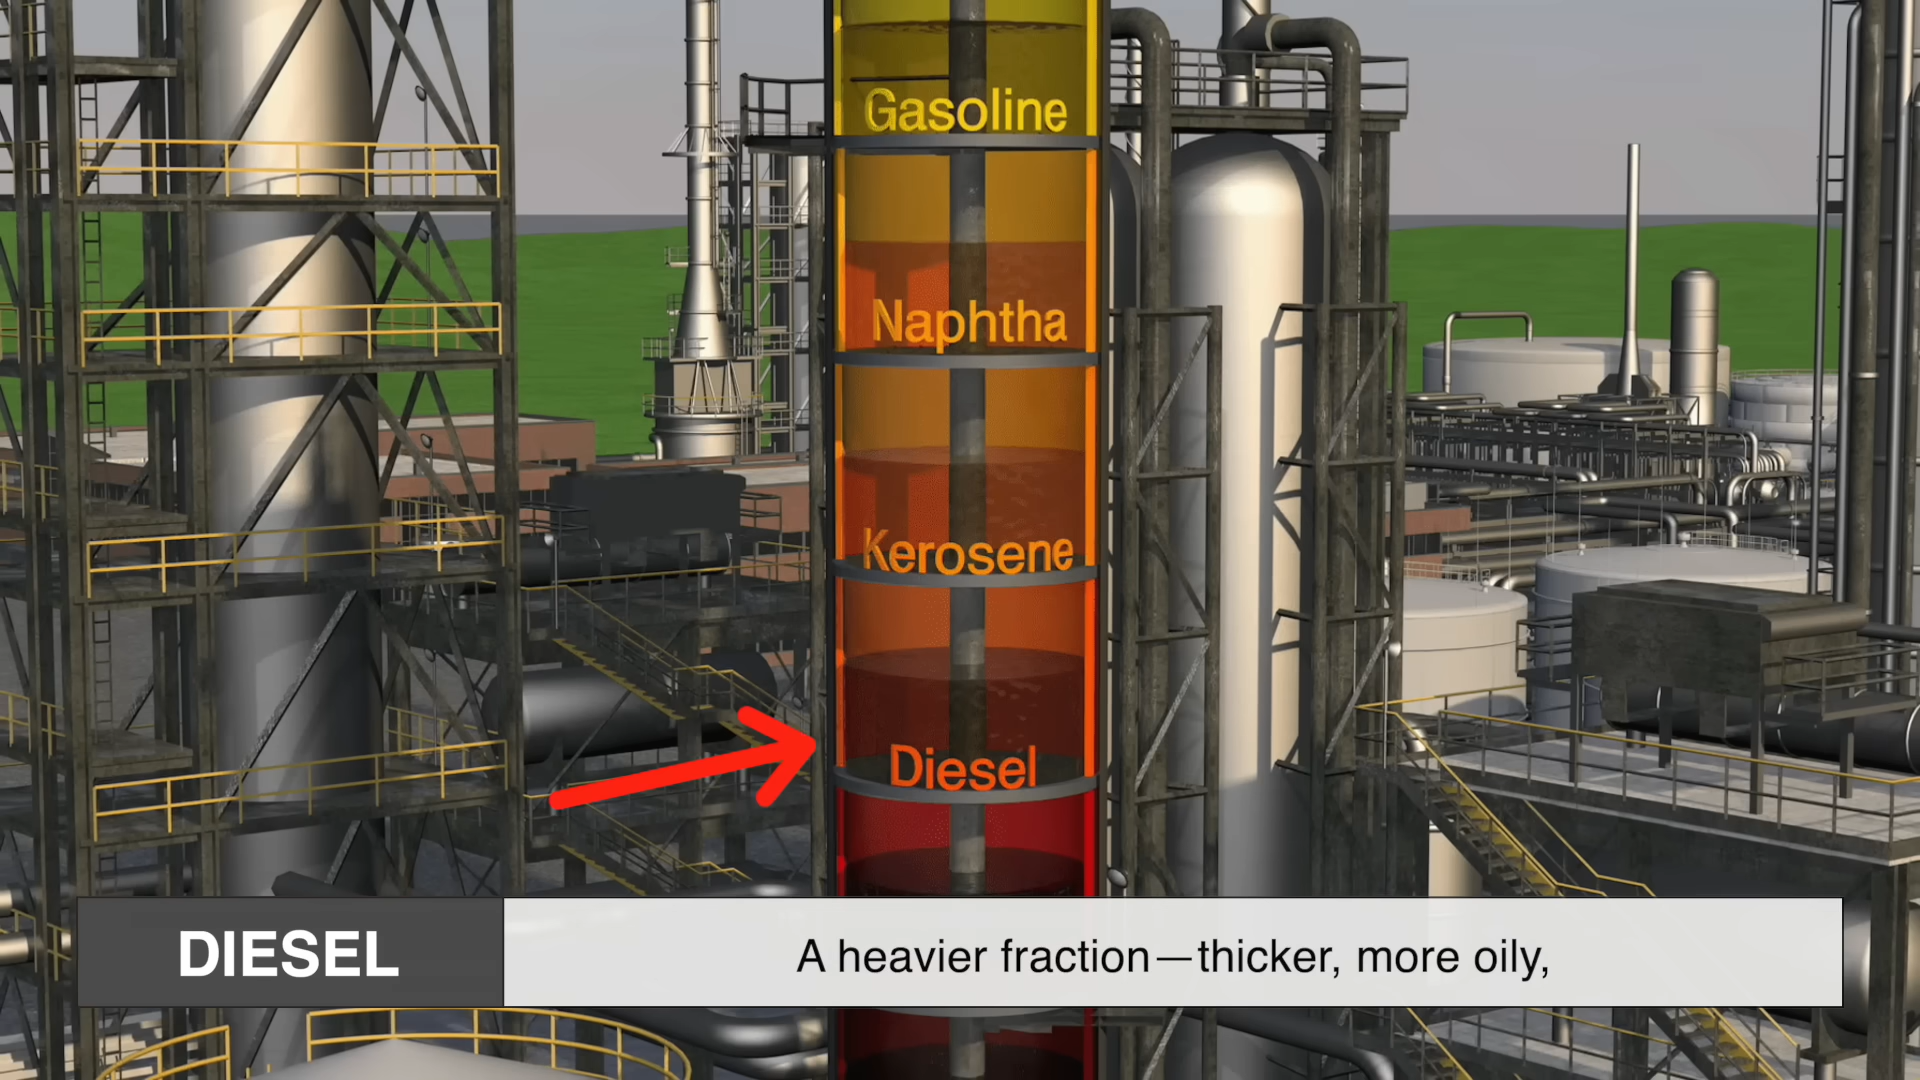 Gasoline
Naphtha
Kerosene
Diesel
DIESEL
A heavier fraction—thicker, more oily,